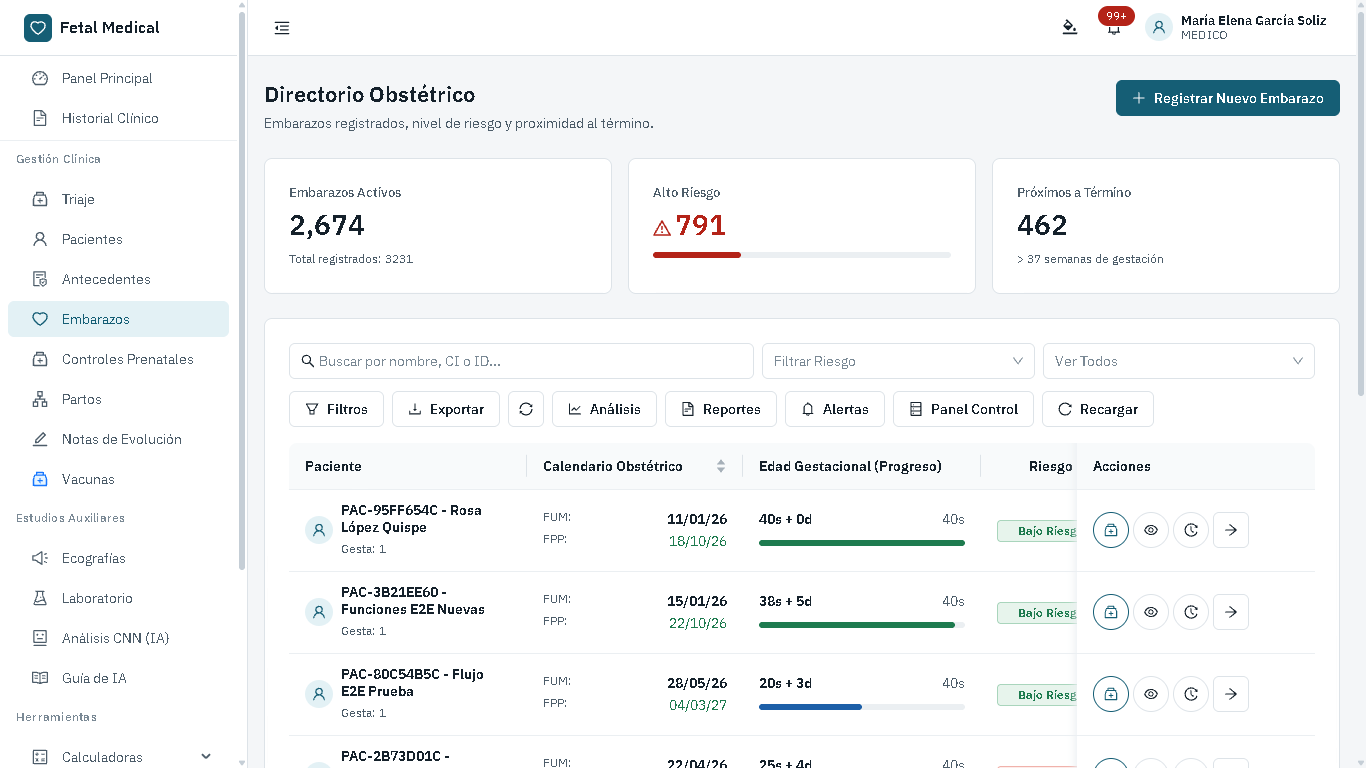 Fetal Medical
99+
María Elena García Soliz
MEDICO
Panel Principal
Historial Clínico
Gestión Clínica
Triaje
Pacientes
Antecedentes
Embarazos
Controles Prenatales
Partos
Notas de Evolución
Vacunas
Estudios Auxiliares
Ecografías
Laboratorio
Análisis CNN (IA)
Guía de IA
Herramientas
Calculadoras
Directorio Obstétrico
Embarazos registrados, nivel de riesgo y proximidad al término.
Registrar Nuevo Embarazo
Embarazos Activos
2,674
Total registrados: 3231
Alto Riesgo
791
Próximos a Término
462
> 37 semanas de gestación
Buscar por nombre, CI o ID...
Filtrar Riesgo
Ver Todos
Filtros
Exportar
Análisis
Reportes
Alertas
Panel Control
Recargar
Paciente
Calendario Obstétrico
Edad Gestacional (Progreso)
Riesgo
Acciones
PAC-95FF654C - Rosa
López Quispe
Gesta: 1
FUM: 11/01/26
FPP: 18/10/26
40s + 0d 40s
Bajo Riesg
PAC-3B21EE60 -
Funciones E2E Nuevas
Gesta: 1
FUM: 15/01/26
FPP: 22/10/26
38s + 5d 40s
Bajo Riesg
PAC-80C54B5C - Flujo
E2E Prueba
Gesta: 1
FUM: 28/05/26
FPP: 04/03/27
20s + 3d 40s
Bajo Riesg
PAC-2B73D01C -
FUM: 22/04/26
25s + 4d 40s